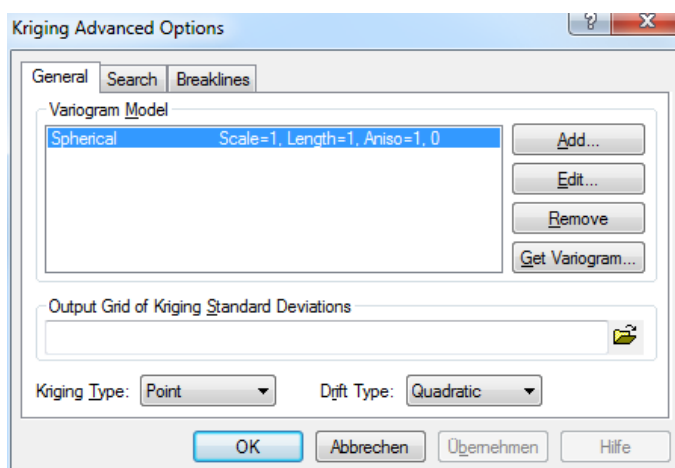 Kriging Advanced Options
General Search Breaklines
Variogram Model
Spherical Scale=1, Length=1, Aniso=1, 0
Add...
Edit...
Remove
Get Variogram...
Output Grid of Kriging Standard Deviations
Kriging Type: Point Drift Type: Quadratic
OK Abbrechen Übernehmen Hilfe